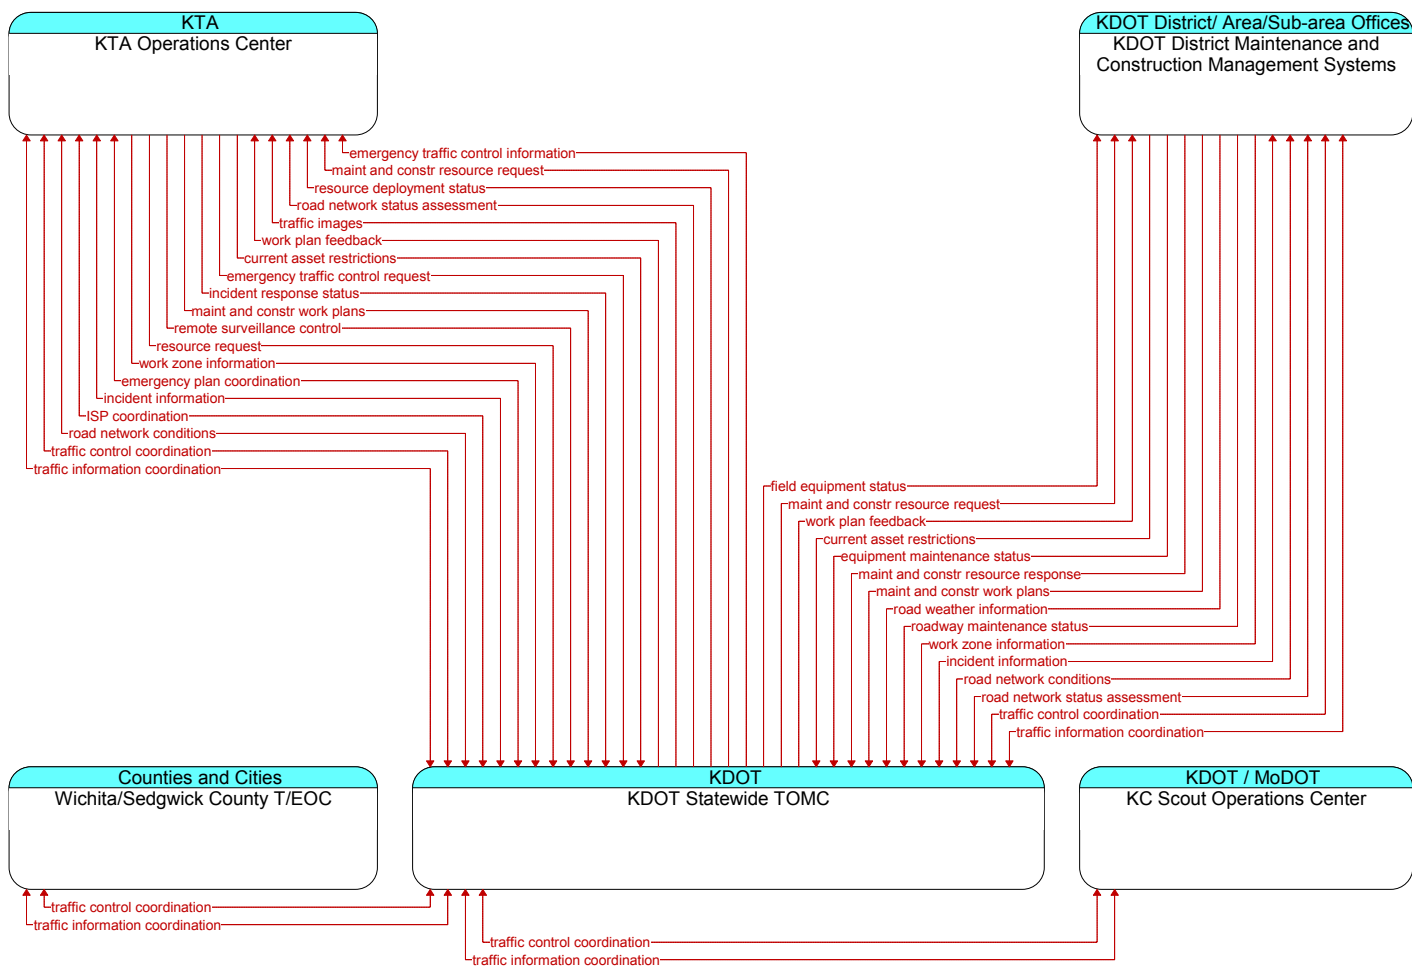 KTA
KTA Operations Center
KDOT District/ Area/Sub-area Offices
KDOT District Maintenance and
Construction Management Systems
emergency traffic control information
maint and constr resource request
resource deployment status
road network status assessment
traffic images
work plan feedback
current asset restrictions
emergency traffic control request
incident response status
maint and constr work plans
remote surveillance control
resource request
work zone information
emergency plan coordination
incident information
ISP coordination
road network conditions
traffic control coordination
traffic information coordination
field equipment status
maint and constr resource request
work plan feedback
current asset restrictions
equipment maintenance status
maint and constr resource response
maint and constr work plans
road weather information
roadway maintenance status
work zone information
incident information
road network conditions
road network status assessment
traffic control coordination
traffic information coordination
Counties and Cities
Wichita/Sedgwick County T/EOC
KDOT
KDOT Statewide TOMC
KDOT / MoDOT
KC Scout Operations Center
traffic control coordination
traffic information coordination
traffic control coordination
traffic information coordination